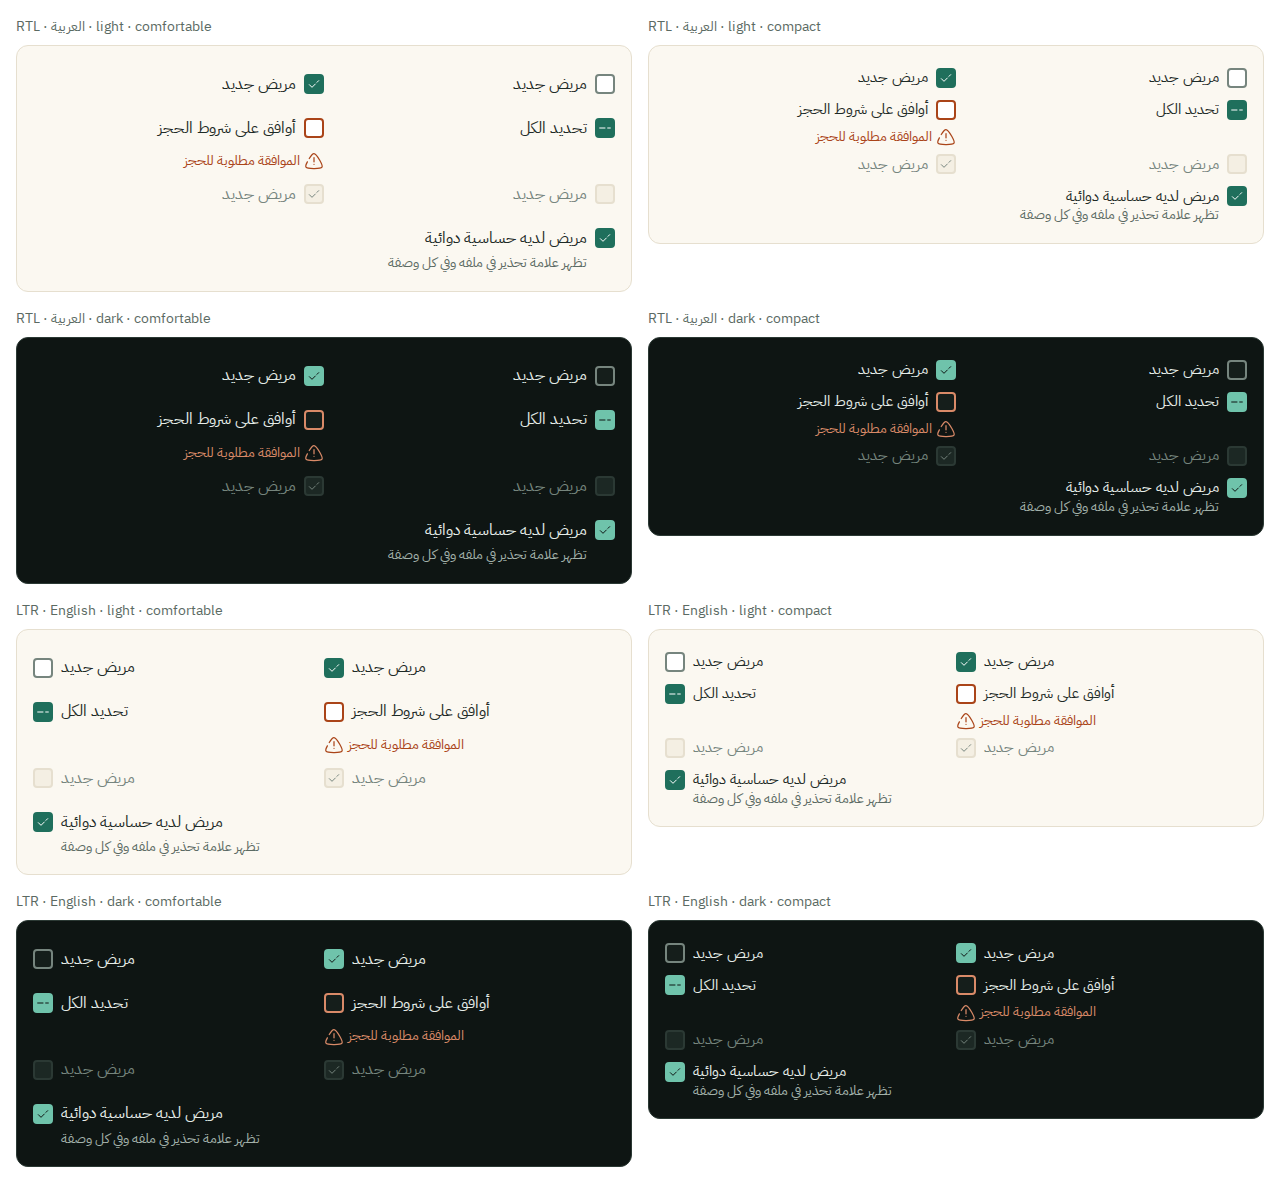 RTL · العربية · light · comfortable
مريض جديد
مريض جديد
تحديد الكل
أوافق على شروط الحجز
الموافقة مطلوبة للحجز
مريض جديد
مريض جديد
مريض لديه حساسية دوائية
تظهر علامة تحذير في ملفه وفي كل وصفة
RTL · العربية · light · compact
مريض جديد
مريض جديد
تحديد الكل
أوافق على شروط الحجز
الموافقة مطلوبة للحجز
مريض جديد
مريض جديد
مريض لديه حساسية دوائية
تظهر علامة تحذير في ملفه وفي كل وصفة
RTL · العربية · dark · comfortable
مريض جديد
مريض جديد
تحديد الكل
أوافق على شروط الحجز
الموافقة مطلوبة للحجز
مريض جديد
مريض جديد
مريض لديه حساسية دوائية
تظهر علامة تحذير في ملفه وفي كل وصفة
RTL · العربية · dark · compact
مريض جديد
مريض جديد
تحديد الكل
أوافق على شروط الحجز
الموافقة مطلوبة للحجز
مريض جديد
مريض جديد
مريض لديه حساسية دوائية
تظهر علامة تحذير في ملفه وفي كل وصفة
LTR · English · light · comfortable
مريض جديد
مريض جديد
تحديد الكل
أوافق على شروط الحجز
الموافقة مطلوبة للحجز
مريض جديد
مريض جديد
مريض لديه حساسية دوائية
تظهر علامة تحذير في ملفه وفي كل وصفة
LTR · English · light · compact
مريض جديد
مريض جديد
تحديد الكل
أوافق على شروط الحجز
الموافقة مطلوبة للحجز
مريض جديد
مريض جديد
مريض لديه حساسية دوائية
تظهر علامة تحذير في ملفه وفي كل وصفة
LTR · English · dark · comfortable
مريض جديد
مريض جديد
تحديد الكل
أوافق على شروط الحجز
الموافقة مطلوبة للحجز
مريض جديد
مريض جديد
مريض لديه حساسية دوائية
تظهر علامة تحذير في ملفه وفي كل وصفة
LTR · English · dark · compact
مريض جديد
مريض جديد
تحديد الكل
أوافق على شروط الحجز
الموافقة مطلوبة للحجز
مريض جديد
مريض جديد
مريض لديه حساسية دوائية
تظهر علامة تحذير في ملفه وفي كل وصفة